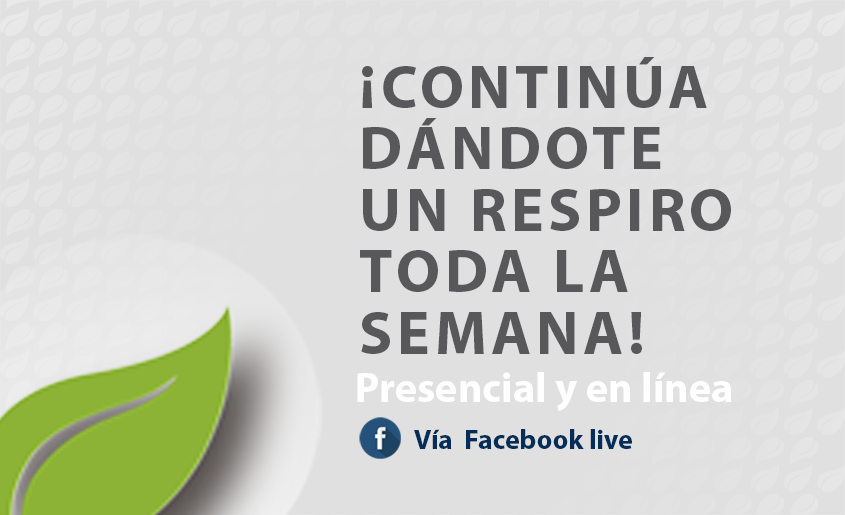 ¡CONTINÚA
DÁNDOTE
UN RESPIRO
TODA LA
SEMANA!
Presencial y en línea
f Vía Facebook live